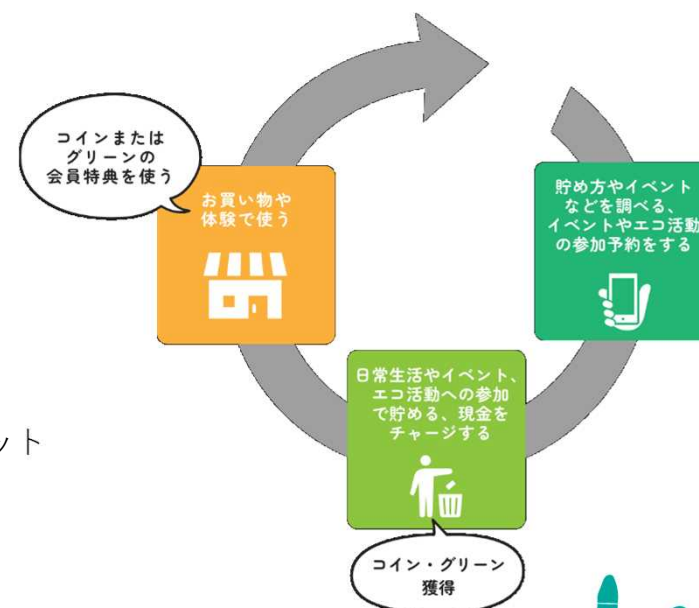 コインまたは
グリーンの
会員特典を使う
お買い物や
体験で使う
貯め方やイベント
などを調べる、
イベントやエコ活動
の参加予約をする
日常生活やイベント、
エコ活動への参加
で貯める、現金を
チャージする
ット
コイン・グリーン
獲得